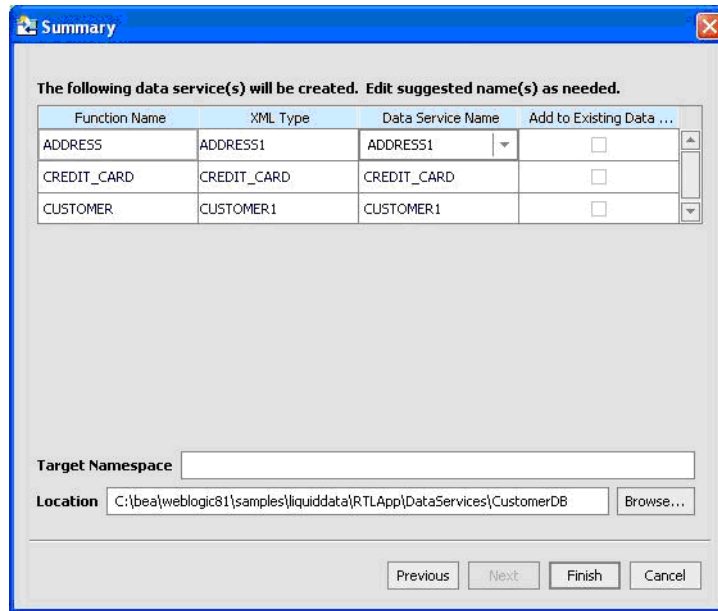 Summary
The following data service(s) will be created. Edit suggested name(s) as needed.
Function Name XML Type Data Service Name Add to Existing Data ...
ADDRESS ADDRESS1 ADDRESS1
CREDIT_CARD CREDIT_CARD CREDIT_CARD
CUSTOMER CUSTOMER1 CUSTOMER1
Target Namespace
Location C:\bea\weblogic81\samples\liquiddata\RTLApp\DataServices\CustomerDB Browse...
Previous Next Finish Cancel